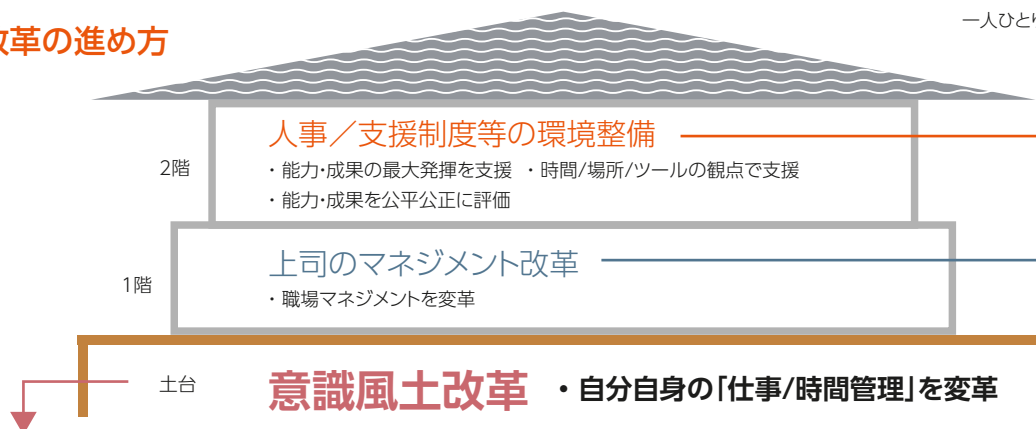 革の進め方
一人ひと
人事／支援制度等の環境整備
2階
・能力・成果の最大発揮を支援 ・時間/場所/ツールの観点で支援
・能力・成果を公平公正に評価
上司のマネジメント改革
1階
・職場マネジメントを変革
土台
意識風土改革 ・自分自身の「仕事/時間管理」を変革